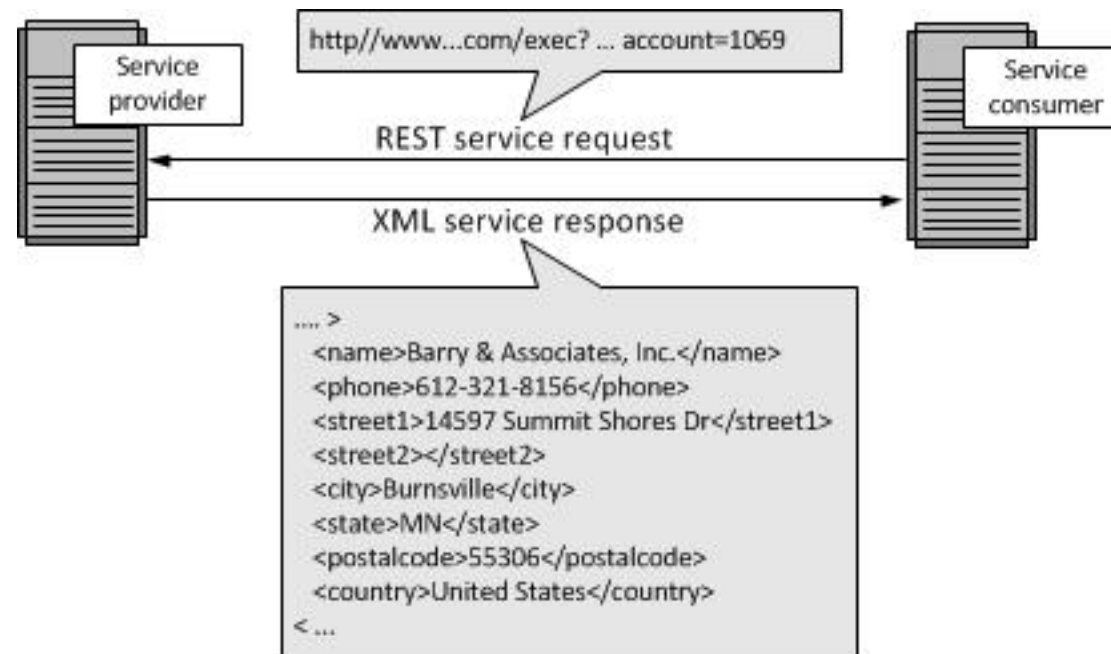 http//www...com/exec? ... account=1069
Service
provider
Service
consumer
REST service request
XML service response
.... >
<name>Barry & Associates, Inc.</name>
<phone>612-321-8156</phone>
<street1>14597 Summit Shores Dr</street1>
<street2></street2>
<city>Burnsville</city>
<state>MN</state>
<postalcode>55306</postalcode>
<country>United States</country>
< ...